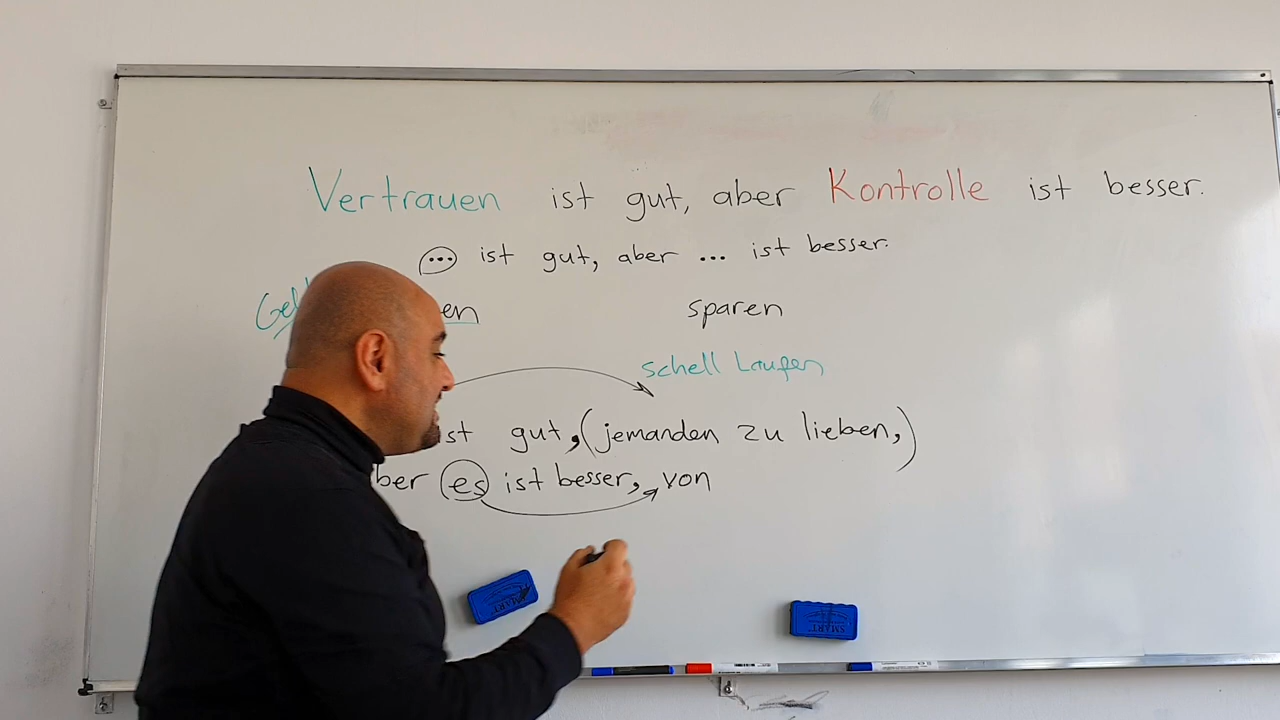 Vertrauen ist gut, aber Kontrolle ist besser.
... ist gut, aber ... ist besser.
sparen
schell Laufen
gut, (jemanden zu lieben,)
es ist besser, von
SMART
SMART